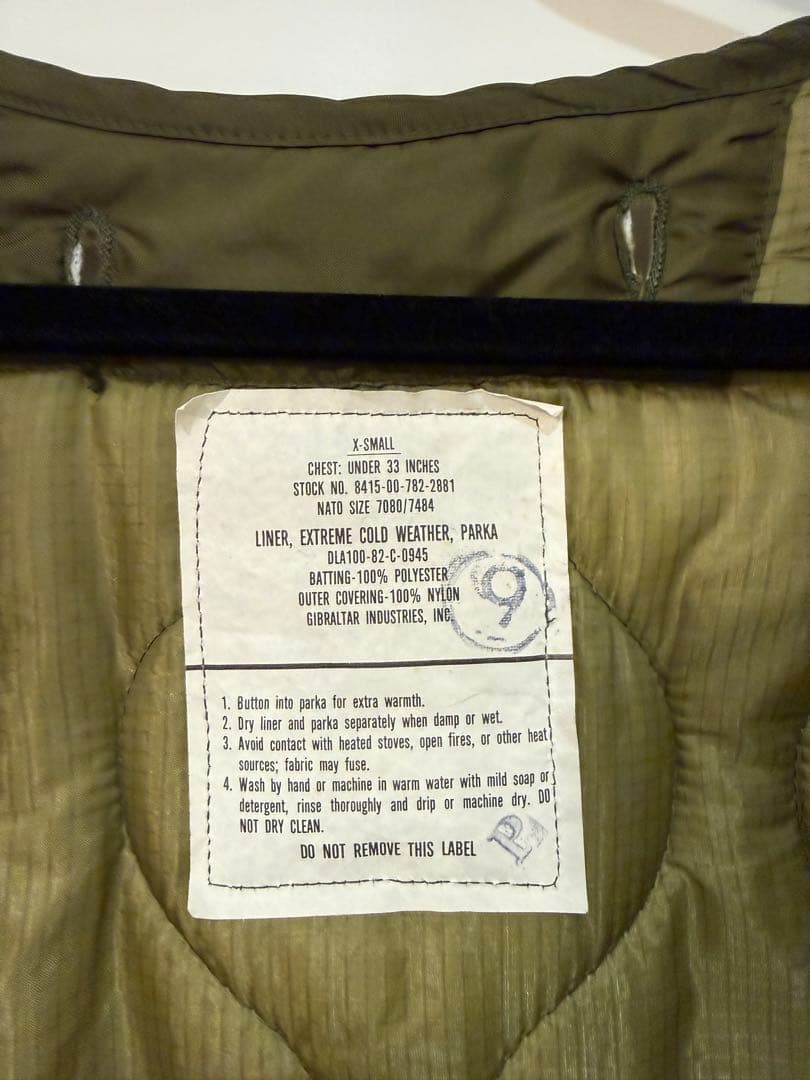 X-SMALL
CHEST: UNDER 33 INCHES
STOCK NO. 8415-00-782-2881
NATO SIZE 7080/7484
LINER, EXTREME COLD WEATHER, PARKA
DLA100-82-C-0945
BATTING-100% POLYESTER
OUTER COVERING-100% NYLON
GIBRALTAR INDUSTRIES, INC.
9
1. Button into parka for extra warmth.
2. Dry liner and parka separately when damp or wet.
3. Avoid contact with heated stoves, open fires, or other heat
sources; fabric may fuse.
4. Wash by hand or machine in warm water with mild soap or
detergent, rinse thoroughly and drip or machine dry. DO
NOT DRY CLEAN.
DO NOT REMOVE THIS LABEL